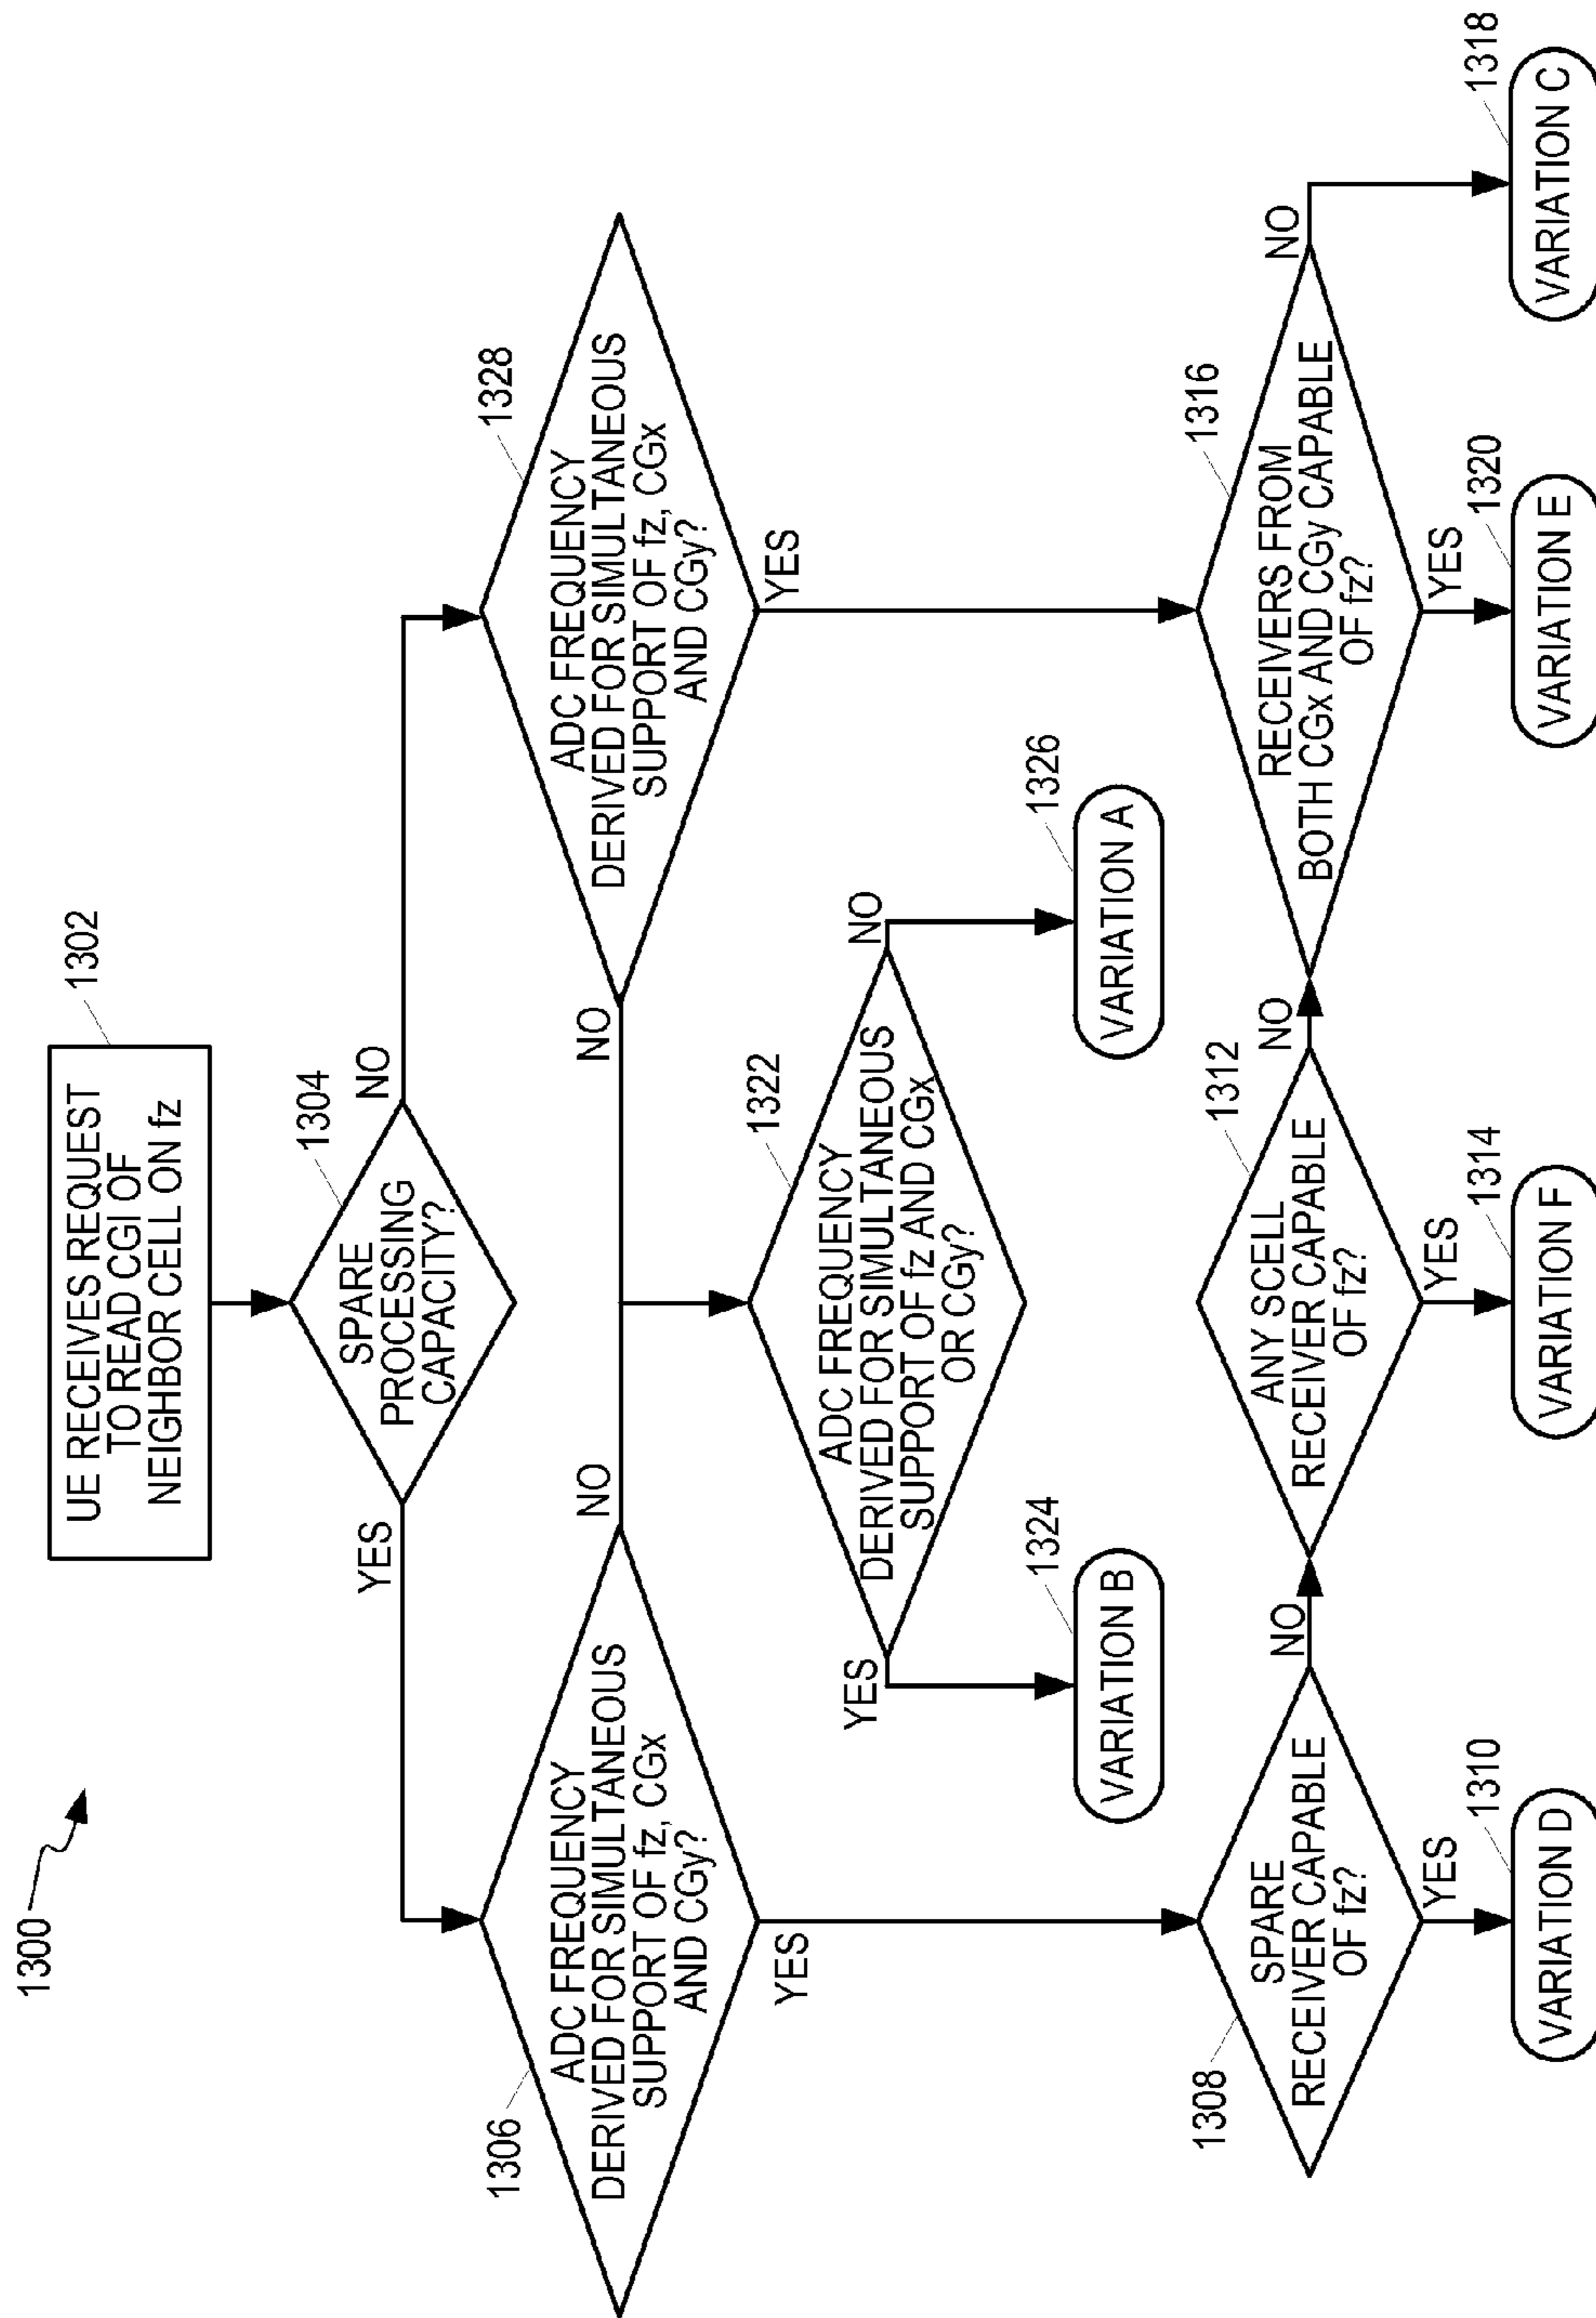 1300
UE RECEIVES REQUEST
TO READ CGI OF
NEIGHBOR CELL ON fz
1302
SPARE
PROCESSING
CAPACITY?
1304
YES
NO
ADC FREQUENCY
DERIVED FOR SIMULTANEOUS
SUPPORT OF fz, CGx
AND CGy?
1306
NO
YES
ADC FREQUENCY
DERIVED FOR SIMULTANEOUS
SUPPORT OF fz, CGx
AND CGy?
1328
NO
YES
ADC FREQUENCY
DERIVED FOR SIMULTANEOUS
SUPPORT OF fz AND CGx
OR CGy?
1322
YES
NO
VARIATION B
1324
VARIATION A
1326
SPARE
RECEIVER CAPABLE
OF fz?
1308
NO
YES
ANY SCELL
RECEIVER CAPABLE
OF fz?
1312
NO
YES
RECEIVERS FROM
BOTH CGx AND CGy CAPABLE
OF fz?
1316
NO
YES
VARIATION D
1310
VARIATION F
1314
VARIATION E
1320
VARIATION C
1318